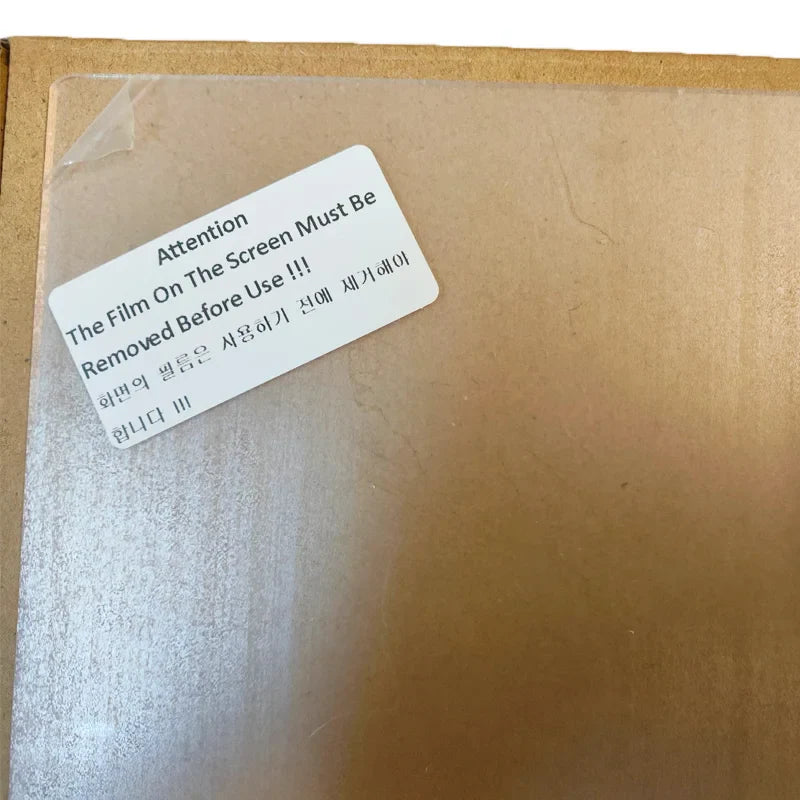 Attention
The Film On The Screen Must Be
Removed Before Use !!!
화면의 필름은 사용하기 전에 제거해야
합니다 !!!